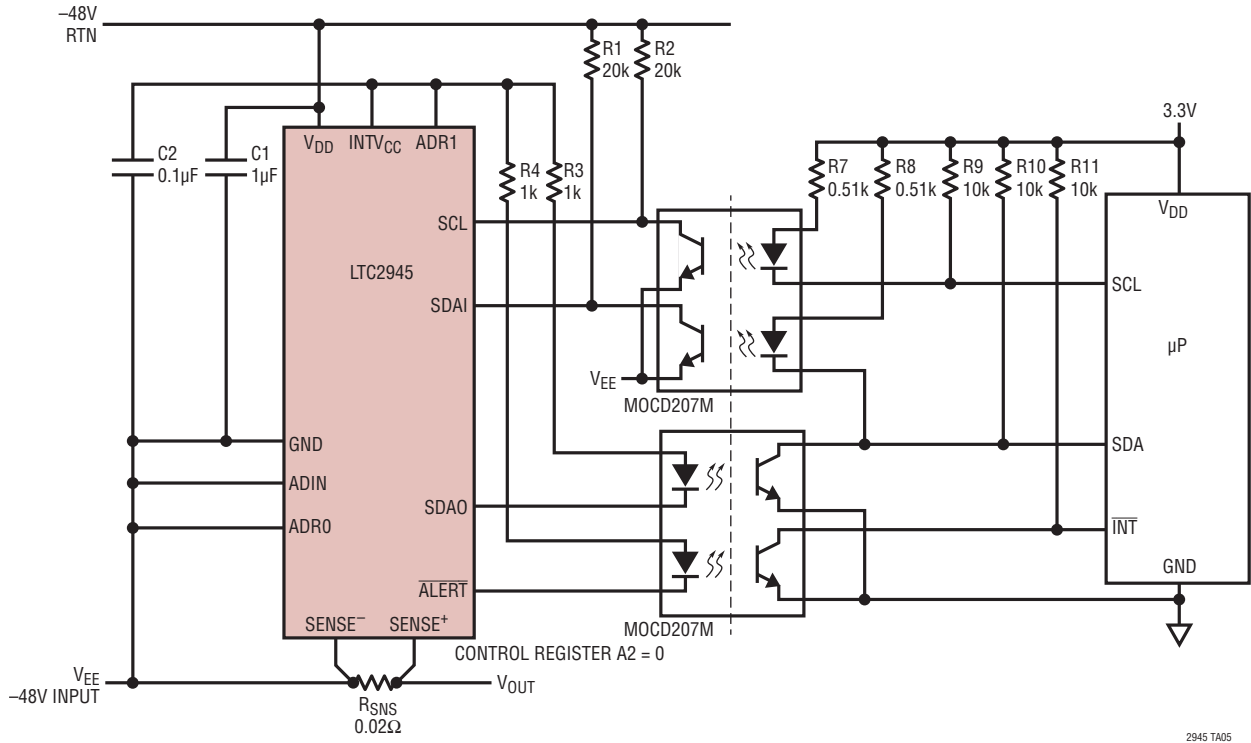 –48V
RTN
R1
20k
R2
20k
3.3V
C2
0.1µF
C1
1µF
VDD
INTVCC
ADR1
R4
1k
R3
1k
R7
0.51k
R8
0.51k
R9
10k
R10
10k
R11
10k
VDD
SCL
LTC2945
SCL
SDAI
µP
VEE
MOCD207M
GND
SDA
ADIN
SDAO
ADR0
INT
GND
ALERT
SENSE–
SENSE+
MOCD207M
CONTROL REGISTER A2 = 0
VEE
–48V INPUT
VOUT
RSNS
0.02Ω
2945 TA05